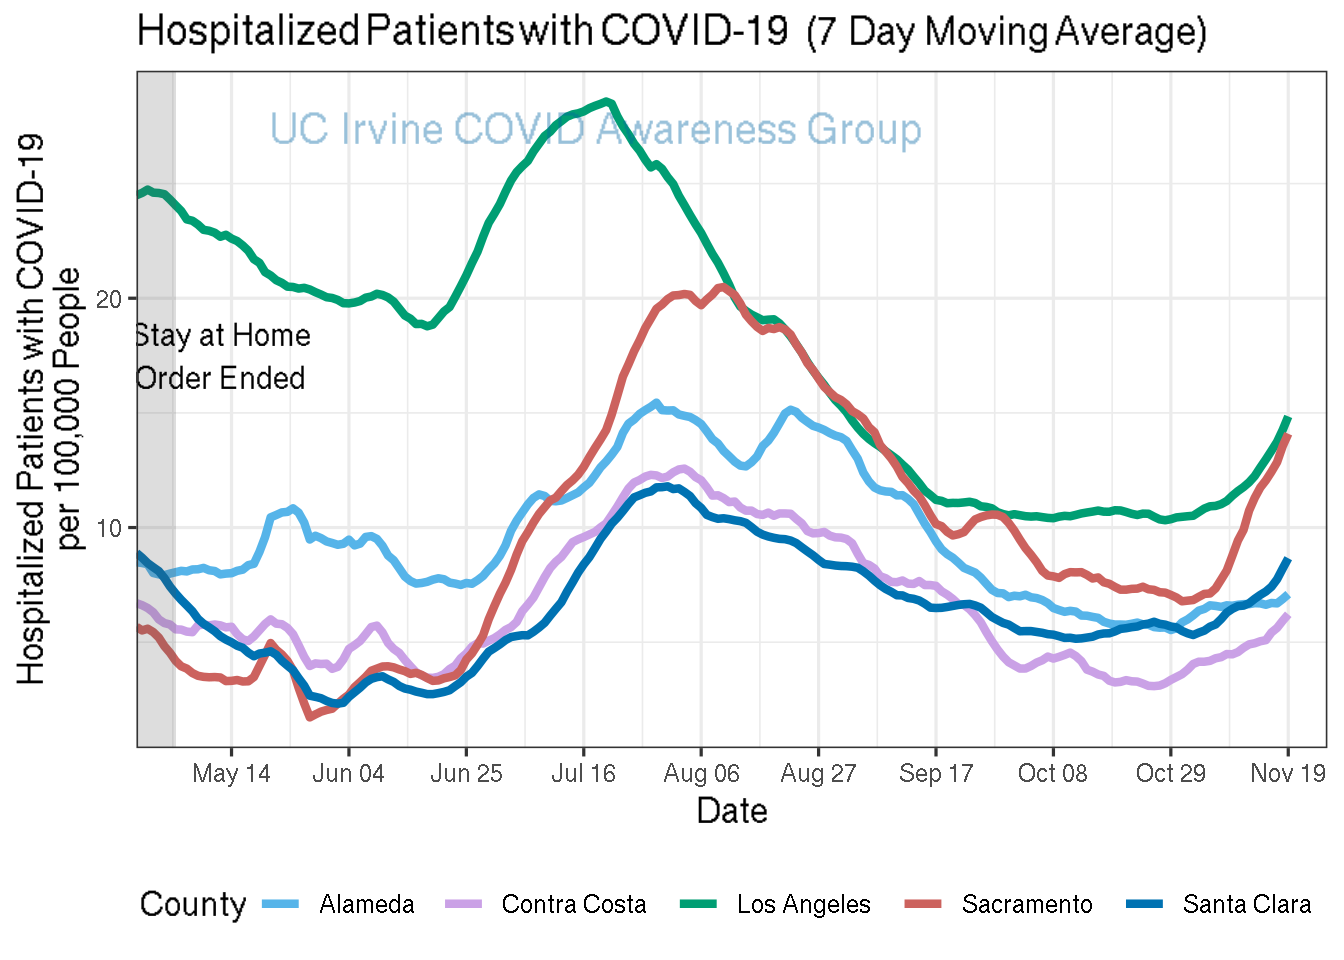 Hospitalized Patients with COVID-19 (7 Day Moving Average)
UC Irvine COVID Awareness Group
Hospitalized Patients with COVID-19
per 100,000 People
20
10
Stay at Home
Order Ended
May 14 Jun 04 Jun 25 Jul 16 Aug 06 Aug 27 Sep 17 Oct 08 Oct 29 Nov 19
Date
County Alameda Contra Costa Los Angeles Sacramento Santa Clara